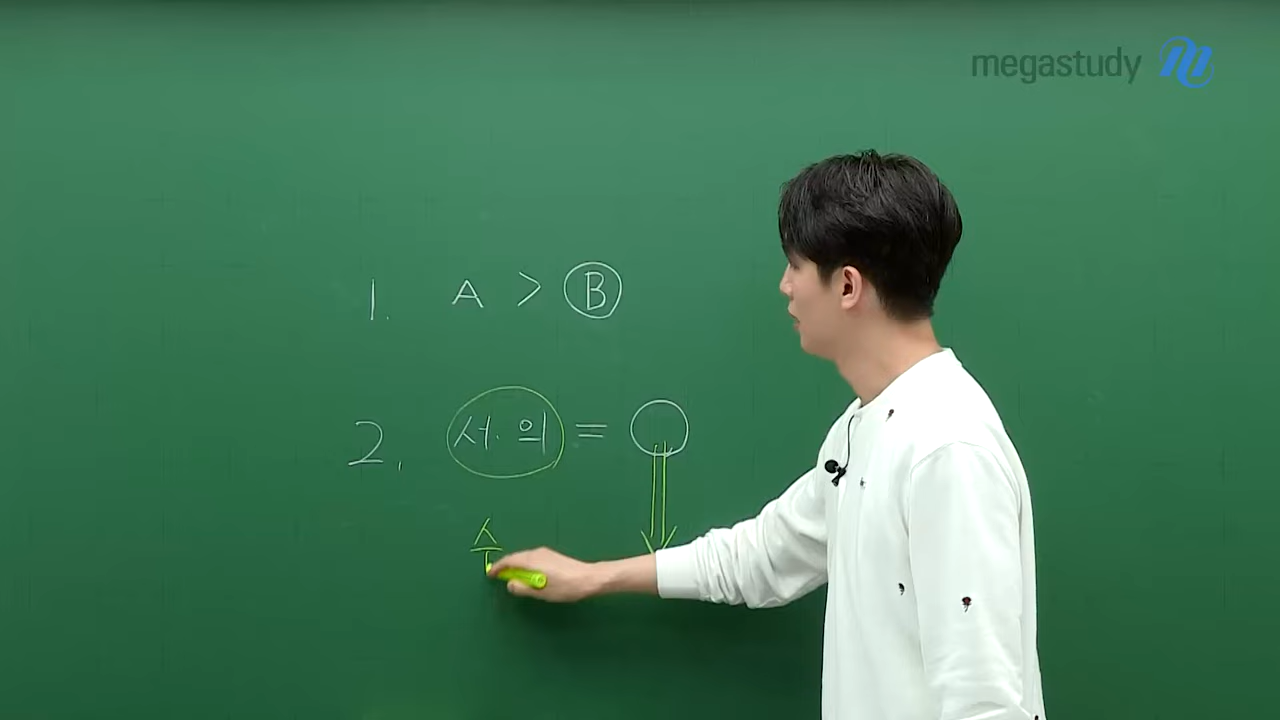 megastudy
1. A > B
2. 서.의 =